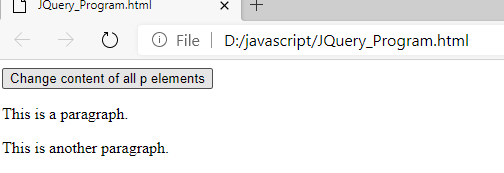 JQuery_Program.html
File D:/javascript/JQuery_Program.html
Change content of all p elements
This is a paragraph.
This is another paragraph.